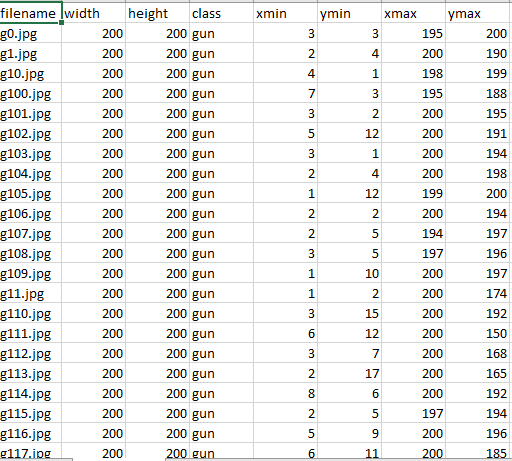 filename width height class xmin ymin xmax ymax
g0.jpg 200 200 gun 3 3 195 200
g1.jpg 200 200 gun 2 4 200 190
g10.jpg 200 200 gun 4 1 198 199
g100.jpg 200 200 gun 7 3 195 188
g101.jpg 200 200 gun 3 2 200 195
g102.jpg 200 200 gun 5 12 200 191
g103.jpg 200 200 gun 3 1 200 194
g104.jpg 200 200 gun 2 4 200 198
g105.jpg 200 200 gun 1 12 199 200
g106.jpg 200 200 gun 2 2 200 194
g107.jpg 200 200 gun 2 5 194 197
g108.jpg 200 200 gun 3 5 197 196
g109.jpg 200 200 gun 1 10 200 197
g11.jpg 200 200 gun 1 2 200 174
g110.jpg 200 200 gun 3 15 200 192
g111.jpg 200 200 gun 6 12 200 150
g112.jpg 200 200 gun 3 7 200 168
g113.jpg 200 200 gun 2 17 200 165
g114.jpg 200 200 gun 8 6 200 192
g115.jpg 200 200 gun 2 5 197 194
g116.jpg 200 200 gun 5 9 200 196
g117.jpg 200 200 gun 6 11 200 185